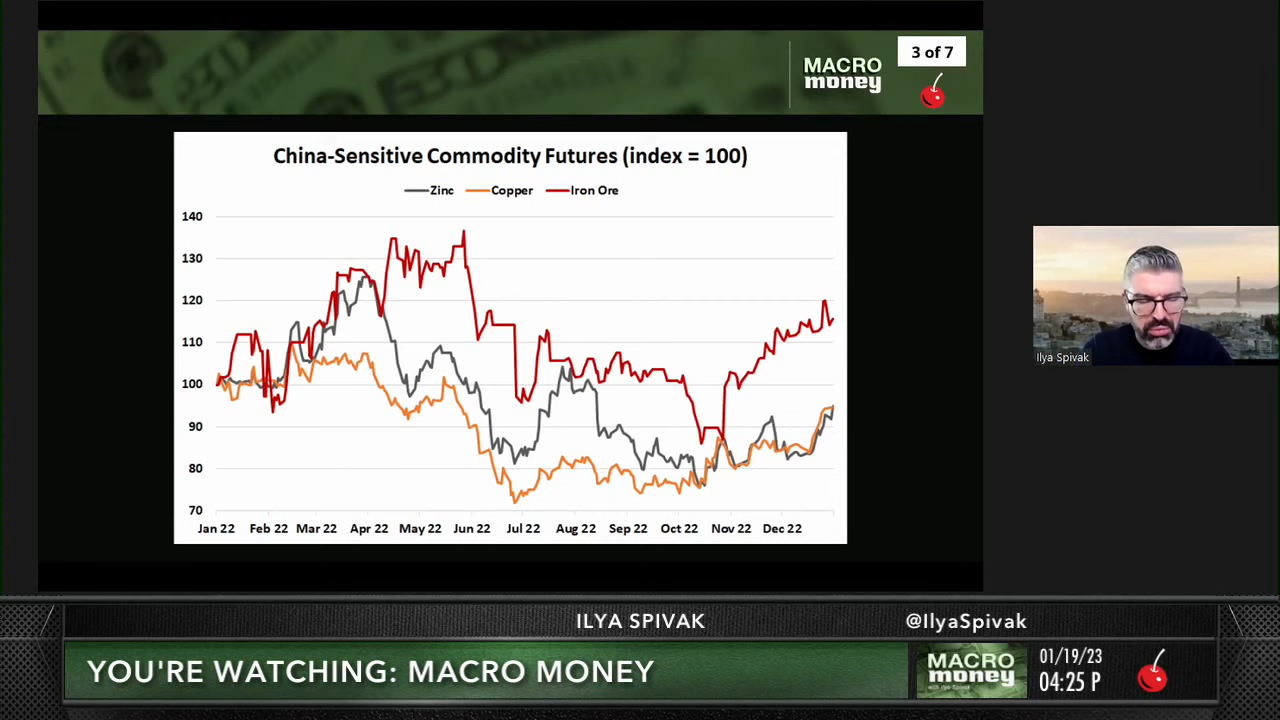 MACRO
money
3 of 7
China-Sensitive Commodity Futures (index = 100)
Zinc Copper Iron Ore
140
130
120
110
100
90
80
70
Jan 22 Feb 22 Mar 22 Apr 22 May 22 Jun 22 Jul 22 Aug 22 Sep 22 Oct 22 Nov 22 Dec 22
Ilya Spivak
ILYA SPIVAK @IlyaSpivak
YOU'RE WATCHING: MACRO MONEY
MACRO
money
with Ilya Spivak
01/19/23
04:25 P